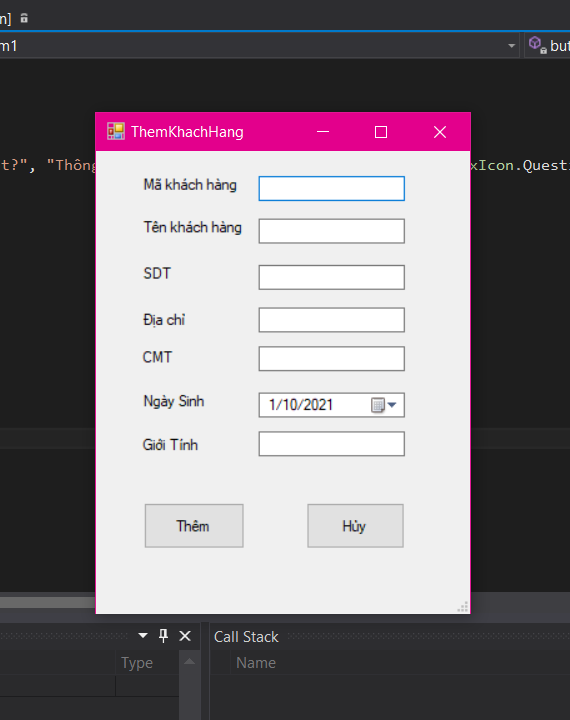 n]
m1
but
ThemKhachHang
t?", "Thông
xIcon.Questi
Mã khách hàng
Tên khách hàng
SDT
Địa chỉ
CMT
Ngày Sinh
1/10/2021
Giới Tính
Thêm
Hủy
Call Stack
Type
Name